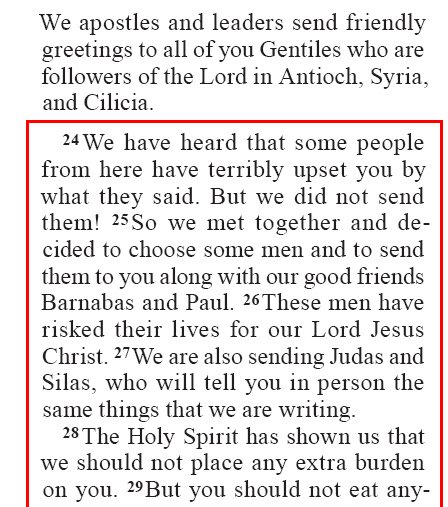 We apostles and leaders send friendly
greetings to all of you Gentiles who are
followers of the Lord in Antioch, Syria,
and Cilicia.
24 We have heard that some people
from here have terribly upset you by
what they said. But we did not send
them! 25 So we met together and de-
cided to choose some men and to send
them to you along with our good friends
Barnabas and Paul. 26 These men have
risked their lives for our Lord Jesus
Christ. 27 We are also sending Judas and
Silas, who will tell you in person the
same things that we are writing.
28 The Holy Spirit has shown us that
we should not place any extra burden
on you. 29 But you should not eat any-